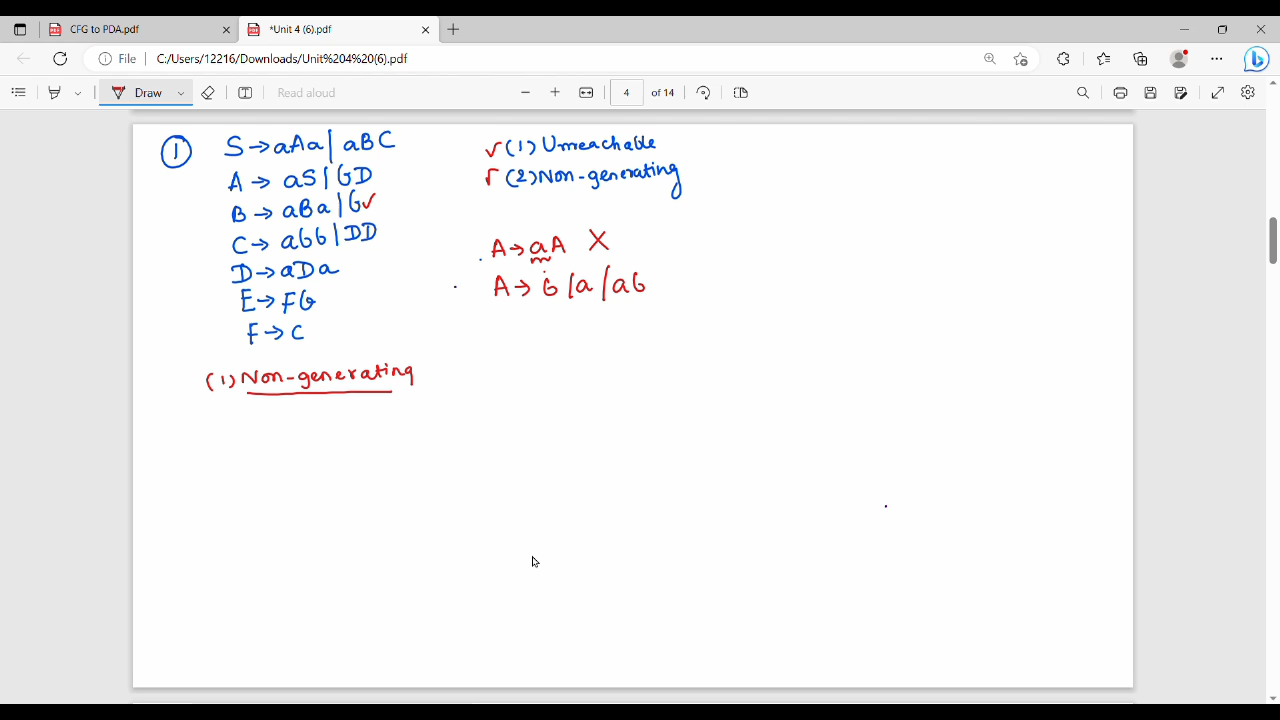 CFG to PDA.pdf
*Unit 4 (6).pdf
File
C:/Users/12216/Downloads/Unit%204%20(6).pdf
Draw
Read aloud
4 of 14
① S → aAa | aBC
A → aS | bD
B → aBa | b ✓
C → abb | DD
D → aDa
E → Fb
F → C
(1) Non-generating
✓ (1) Unreachable
✓ (2) Non-generating
A → aA X
A → b | a | ab